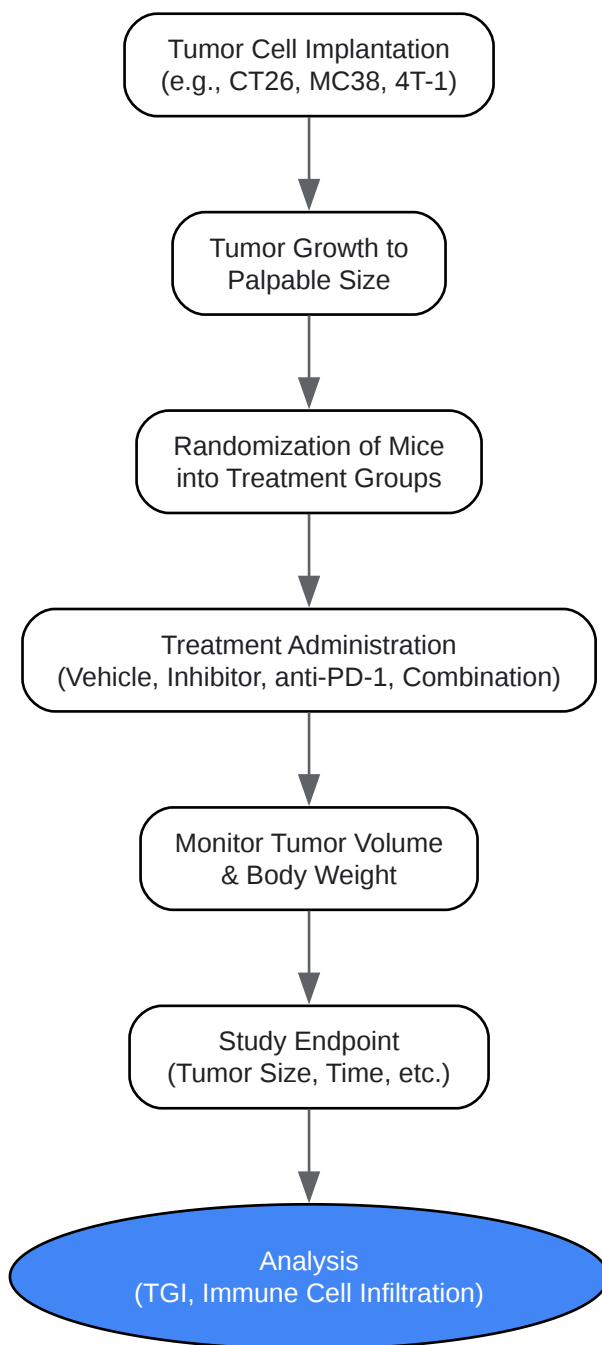 Tumor Cell Implantation
(e.g., CT26, MC38, 4T-1)
Tumor Growth to
Palpable Size
Randomization of Mice
into Treatment Groups
Treatment Administration
(Vehicle, Inhibitor, anti-PD-1, Combination)
Monitor Tumor Volume
& Body Weight
Study Endpoint
(Tumor Size, Time, etc.)
Analysis
(TGI, Immune Cell Infiltration)